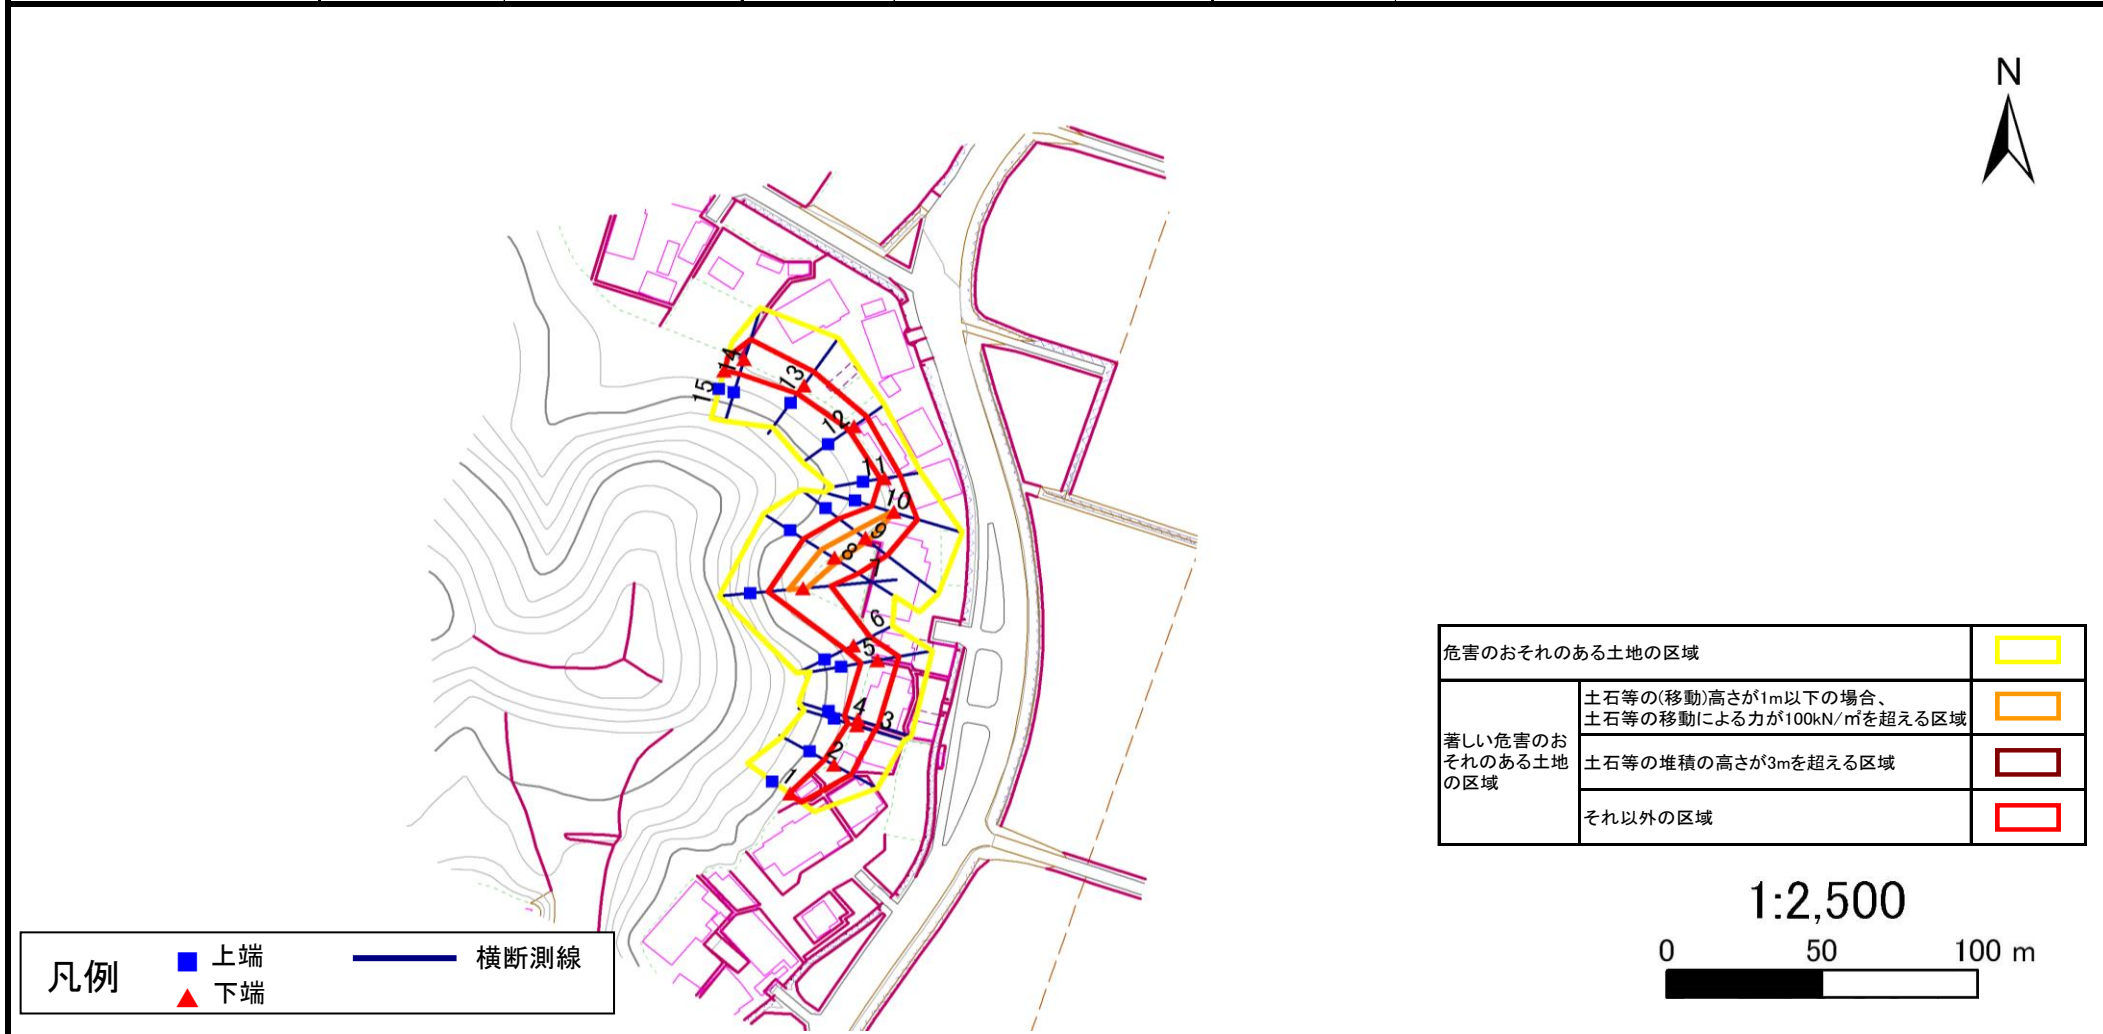 N
14
13
15
12
11
10
9
8
7
6
5
4
3
2
1
危害のおそれのある土地の区域
著しい危害のお
それのある土地
の区域
土石等の(移動)高さが1m以下の場合、
土石等の移動による力が100kN/㎡を超える区域
土石等の堆積の高さが3mを超える区域
それ以外の区域
1:2,500
0 50 100 m
凡例
上端
下端
横断測線